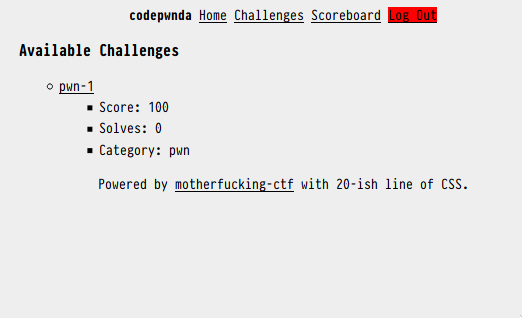 codepwnda Home Challenges Scoreboard Log Out
Available Challenges
pwn-1
Score: 100
Solves: 0
Category: pwn
Powered by motherfucking-ctf with 20-ish line of CSS.